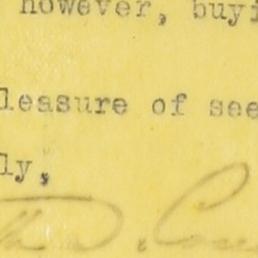 however, buyi
leasure of see
ly,